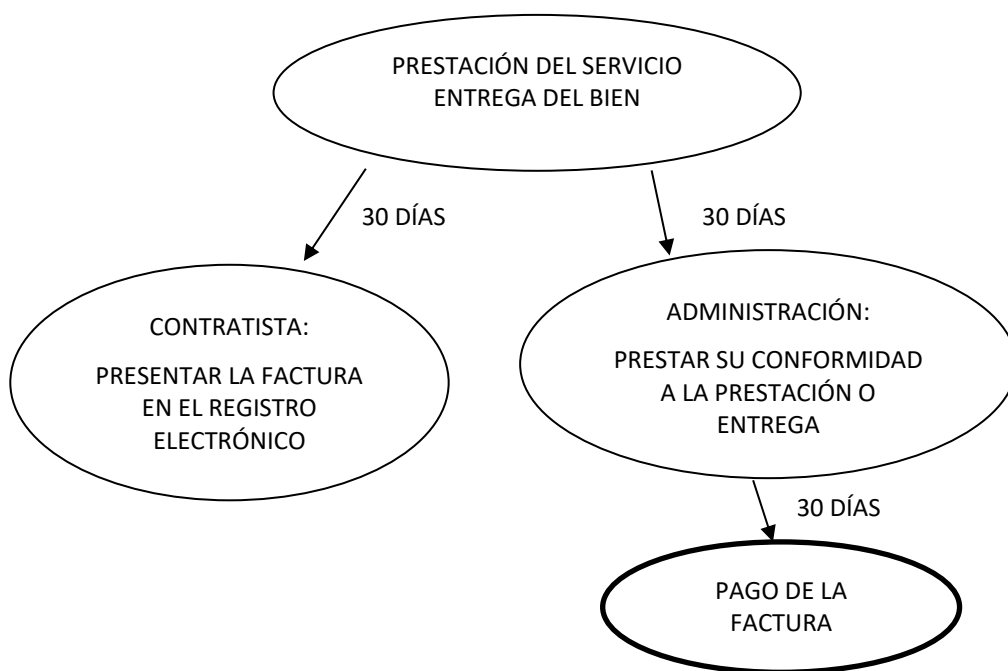 PRESTACIÓN DEL SERVICIO
ENTREGA DEL BIEN
30 DÍAS
30 DÍAS
CONTRATISTA:
PRESENTAR LA FACTURA
EN EL REGISTRO
ELECTRÓNICO
ADMINISTRACIÓN:
PRESTAR SU CONFORMIDAD
A LA PRESTACIÓN O
ENTREGA
30 DÍAS
PAGO DE LA
FACTURA